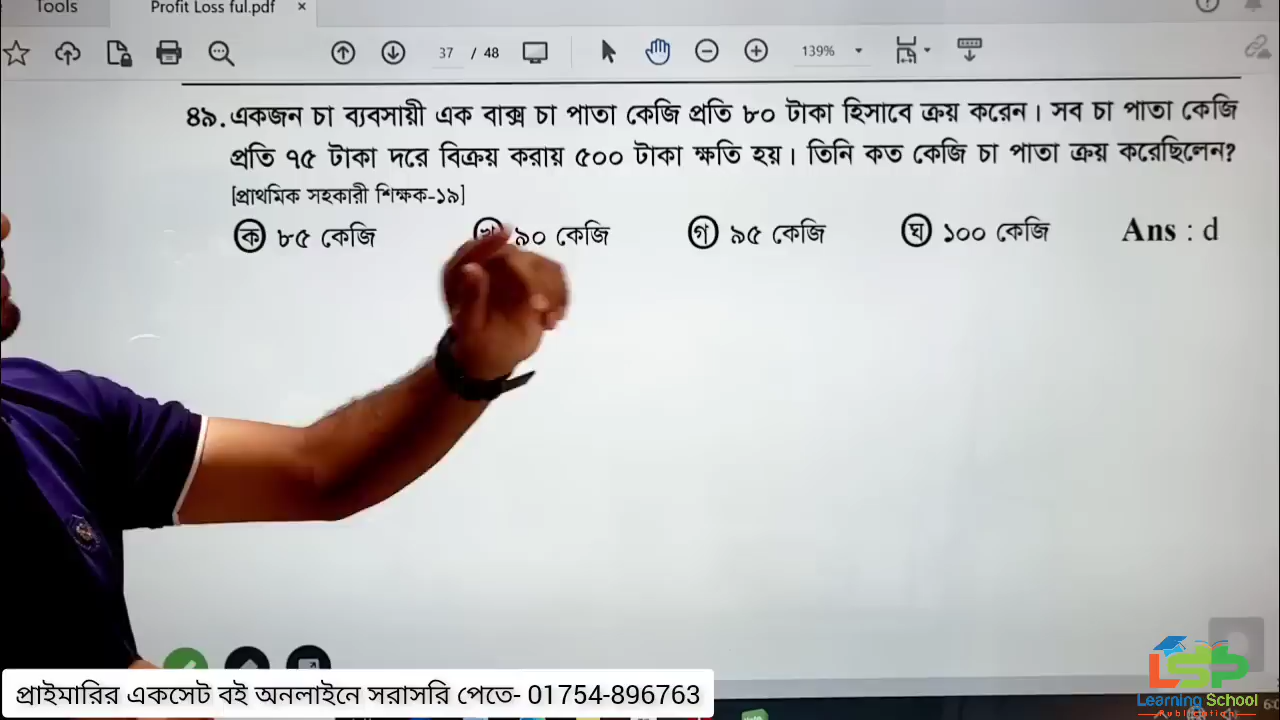 Tools Profit Loss ful.pdf ×
37 / 48 139%
৪৯. একজন চা ব্যবসায়ী এক বাক্স চা পাতা কেজি প্রতি ৮০ টাকা হিসাবে ক্রয় করেন। সব চা পাতা কেজি
প্রতি ৭৫ টাকা দরে বিক্রয় করায় ৫০০ টাকা ক্ষতি হয়। তিনি কত কেজি চা পাতা ক্রয় করেছিলেন?
[প্রাথমিক সহকারী শিক্ষক-১৯]
ক ৮৫ কেজি খ ৯০ কেজি গ ৯৫ কেজি ঘ ১০০ কেজি Ans : d
প্রাইমারির একসেট বই অনলাইনে সরাসরি পেতে- 01754-896763
LSP
Learning School
Publications